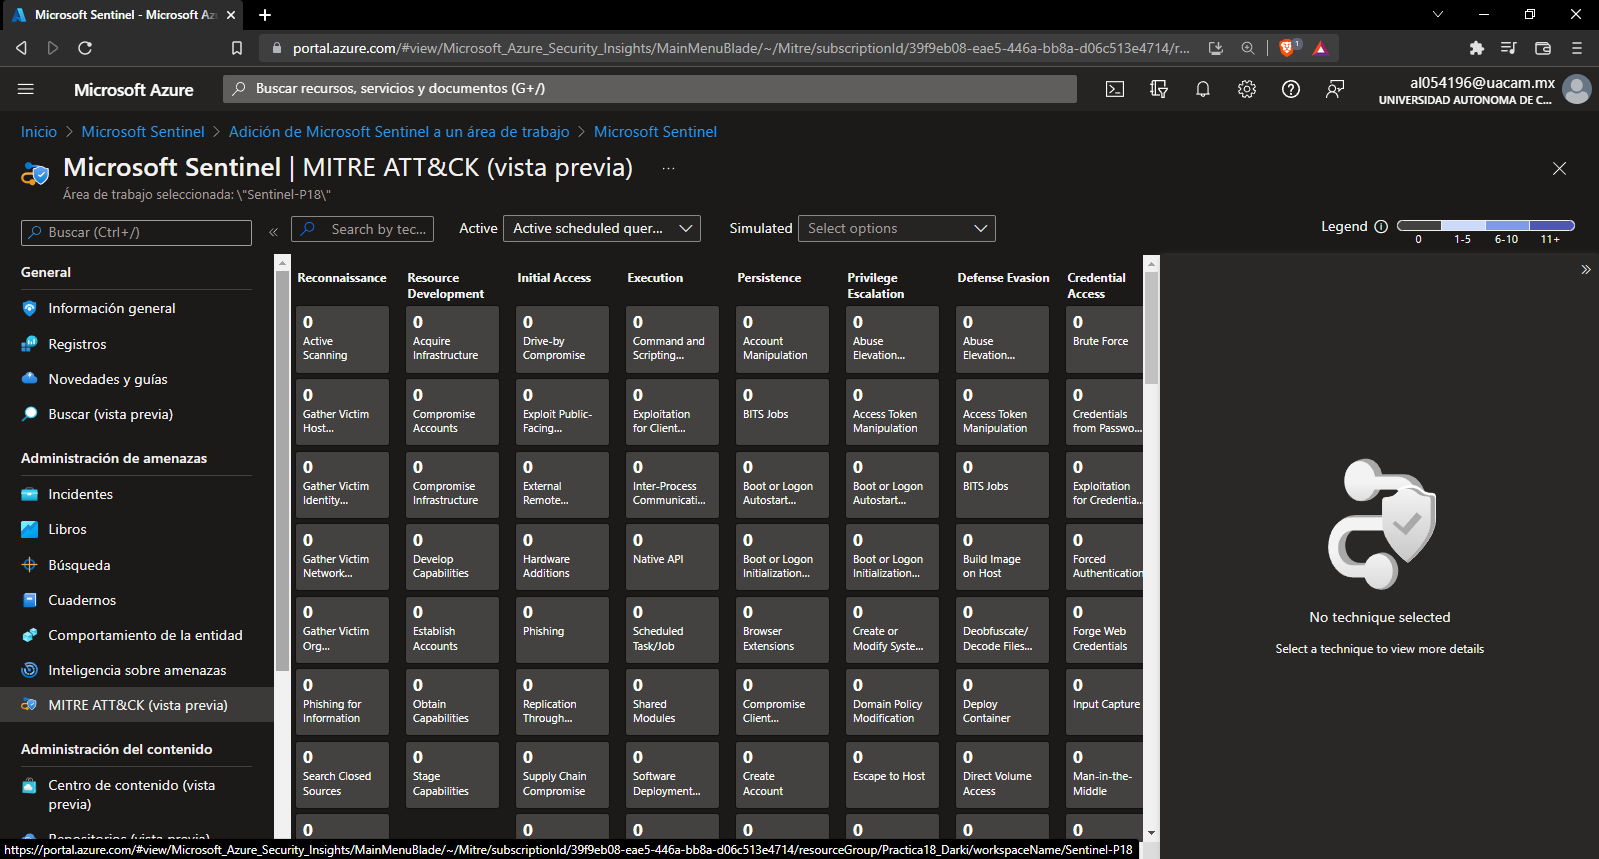 Microsoft Sentinel - Microsoft Az
portal.azure.com/#view/Microsoft_Azure_Security_Insights/MainMenuBlade/~/Mitre/subscriptionId/39f9eb08-eae5-446a-bb8a-d06c513e4714/r...
1
Microsoft Azure
Buscar recursos, servicios y documentos (G+/)
al054196@uacam.mx
UNIVERSIDAD AUTONOMA DE C...
Inicio > Microsoft Sentinel > Adición de Microsoft Sentinel a un área de trabajo > Microsoft Sentinel
Microsoft Sentinel | MITRE ATT&CK (vista previa) ...
Área de trabajo seleccionada: \"Sentinel-P18\"
Buscar (Ctrl+/)
«
General
Información general
Registros
Novedades y guías
Buscar (vista previa)
Administración de amenazas
Incidentes
Libros
Búsqueda
Cuadernos
Comportamiento de la entidad
Inteligencia sobre amenazas
MITRE ATT&CK (vista previa)
Administración del contenido
Centro de contenido (vista
previa)
Repositorios (vista previa)
Search by tec...
Active
Active scheduled quer...
Simulated
Select options
Legend
0
1-5
6-10
11+
Reconnaissance
0
Active
Scanning
0
Gather Victim
Host...
0
Gather Victim
Identity...
0
Gather Victim
Network...
0
Gather Victim
Org...
0
Phishing for
Information
0
Search Closed
Sources
0
Resource
Development
0
Acquire
Infrastructure
0
Compromise
Accounts
0
Compromise
Infrastructure
0
Develop
Capabilities
0
Establish
Accounts
0
Obtain
Capabilities
0
Stage
Capabilities
Initial Access
0
Drive-by
Compromise
0
Exploit Public-
Facing...
0
External
Remote...
0
Hardware
Additions
0
Phishing
0
Replication
Through...
0
Supply Chain
Compromise
0
Execution
0
Command and
Scripting...
0
Exploitation
for Client...
0
Inter-Process
Communicati...
0
Native API
0
Scheduled
Task/Job
0
Shared
Modules
0
Software
Deployment...
0
Persistence
0
Account
Manipulation
0
BITS Jobs
0
Boot or Logon
Autostart...
0
Boot or Logon
Initialization...
0
Browser
Extensions
0
Compromise
Client...
0
Create
Account
0
Privilege
Escalation
0
Abuse
Elevation...
0
Access Token
Manipulation
0
Boot or Logon
Autostart...
0
Boot or Logon
Initialization...
0
Create or
Modify Syste...
0
Domain Policy
Modification
0
Escape to Host
0
Defense Evasion
0
Abuse
Elevation...
0
Access Token
Manipulation
0
BITS Jobs
0
Build Image
on Host
0
Deobfuscate/
Decode Files...
0
Deploy
Container
0
Direct Volume
Access
0
Credential
Access
0
Brute Force
0
Credentials
from Passwo...
0
Exploitation
for Credentia...
0
Forced
Authentication
0
Forge Web
Credentials
0
Input Capture
0
Man-in-the-
Middle
0
»
No technique selected
Select a technique to view more details
https://portal.azure.com/#view/Microsoft_Azure_Security_Insights/MainMenuBlade/~/Mitre/subscriptionId/39f9eb08-eae5-446a-bb8a-d06c513e4714/resourceGroup/Practica18_Darki/workspaceName/Sentinel-P18